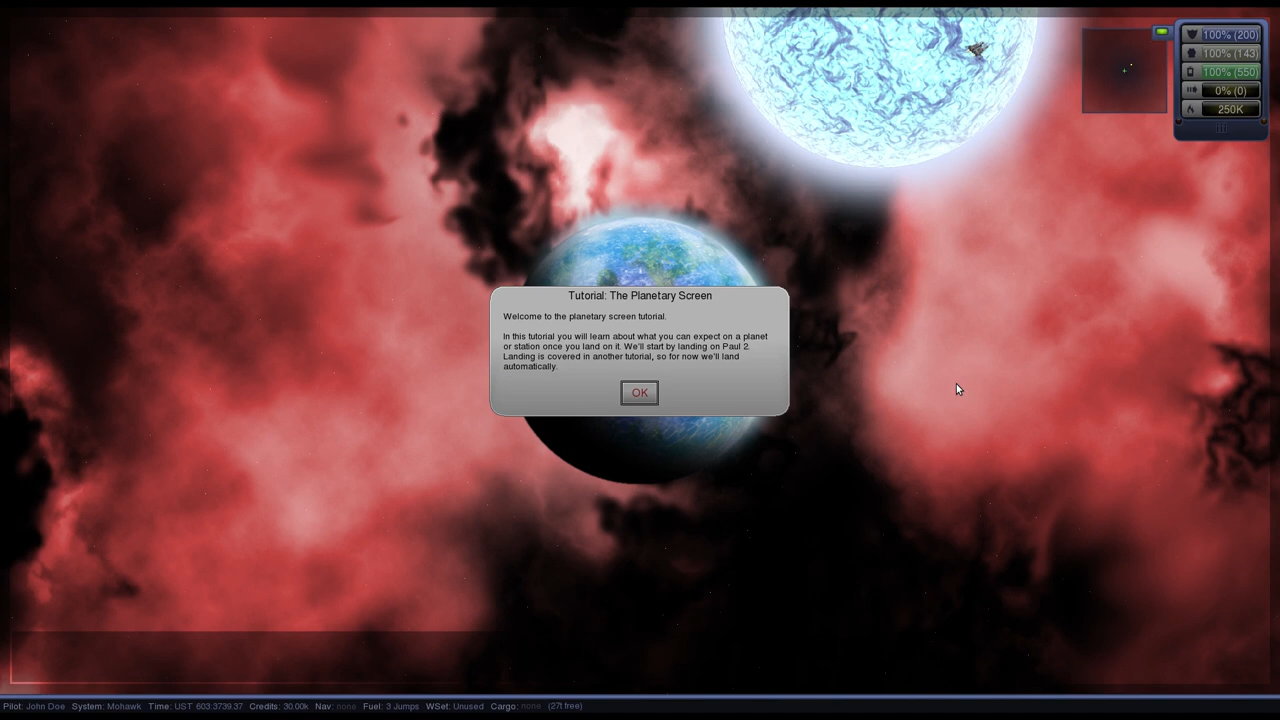 100% (200)
100% (143)
100% (550)
0% (0)
250K
Tutorial: The Planetary Screen
Welcome to the planetary screen tutorial.
In this tutorial you will learn about what you can expect on a planet
or station once you land on it. We'll start by landing on Paul 2.
Landing is covered in another tutorial, so for now we'll land
automatically.
OK
Pilot: John Doe System: Mohawk Time: UST 603:3739.37 Credits: 30.00k Nav: none Fuel: 3 Jumps WSet: Unused Cargo: none (27t free)